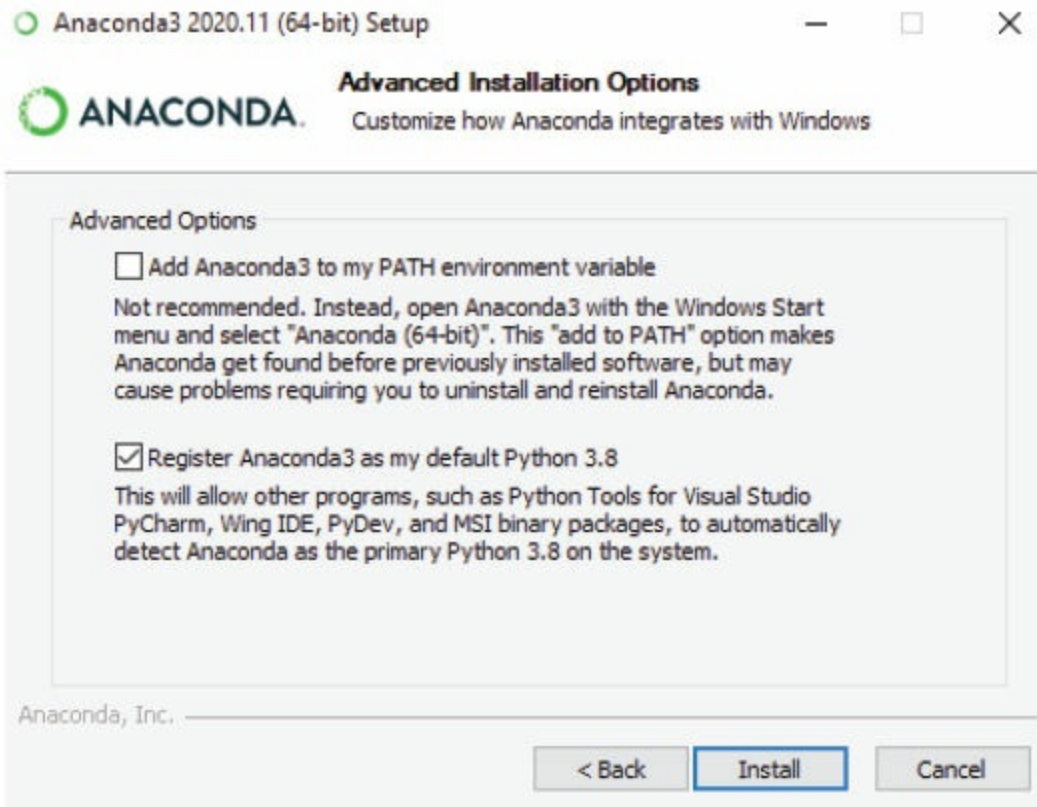 Anaconda3 2020.11 (64-bit) Setup
ANACONDA.
Advanced Installation Options
Customize how Anaconda integrates with Windows
Advanced Options
Add Anaconda3 to my PATH environment variable
Not recommended. Instead, open Anaconda3 with the Windows Start
menu and select "Anaconda (64-bit)". This "add to PATH" option makes
Anaconda get found before previously installed software, but may
cause problems requiring you to uninstall and reinstall Anaconda.
Register Anaconda3 as my default Python 3.8
This will allow other programs, such as Python Tools for Visual Studio
PyCharm, Wing IDE, PyDev, and MSI binary packages, to automatically
detect Anaconda as the primary Python 3.8 on the system.
Anaconda, Inc.
< Back Install Cancel